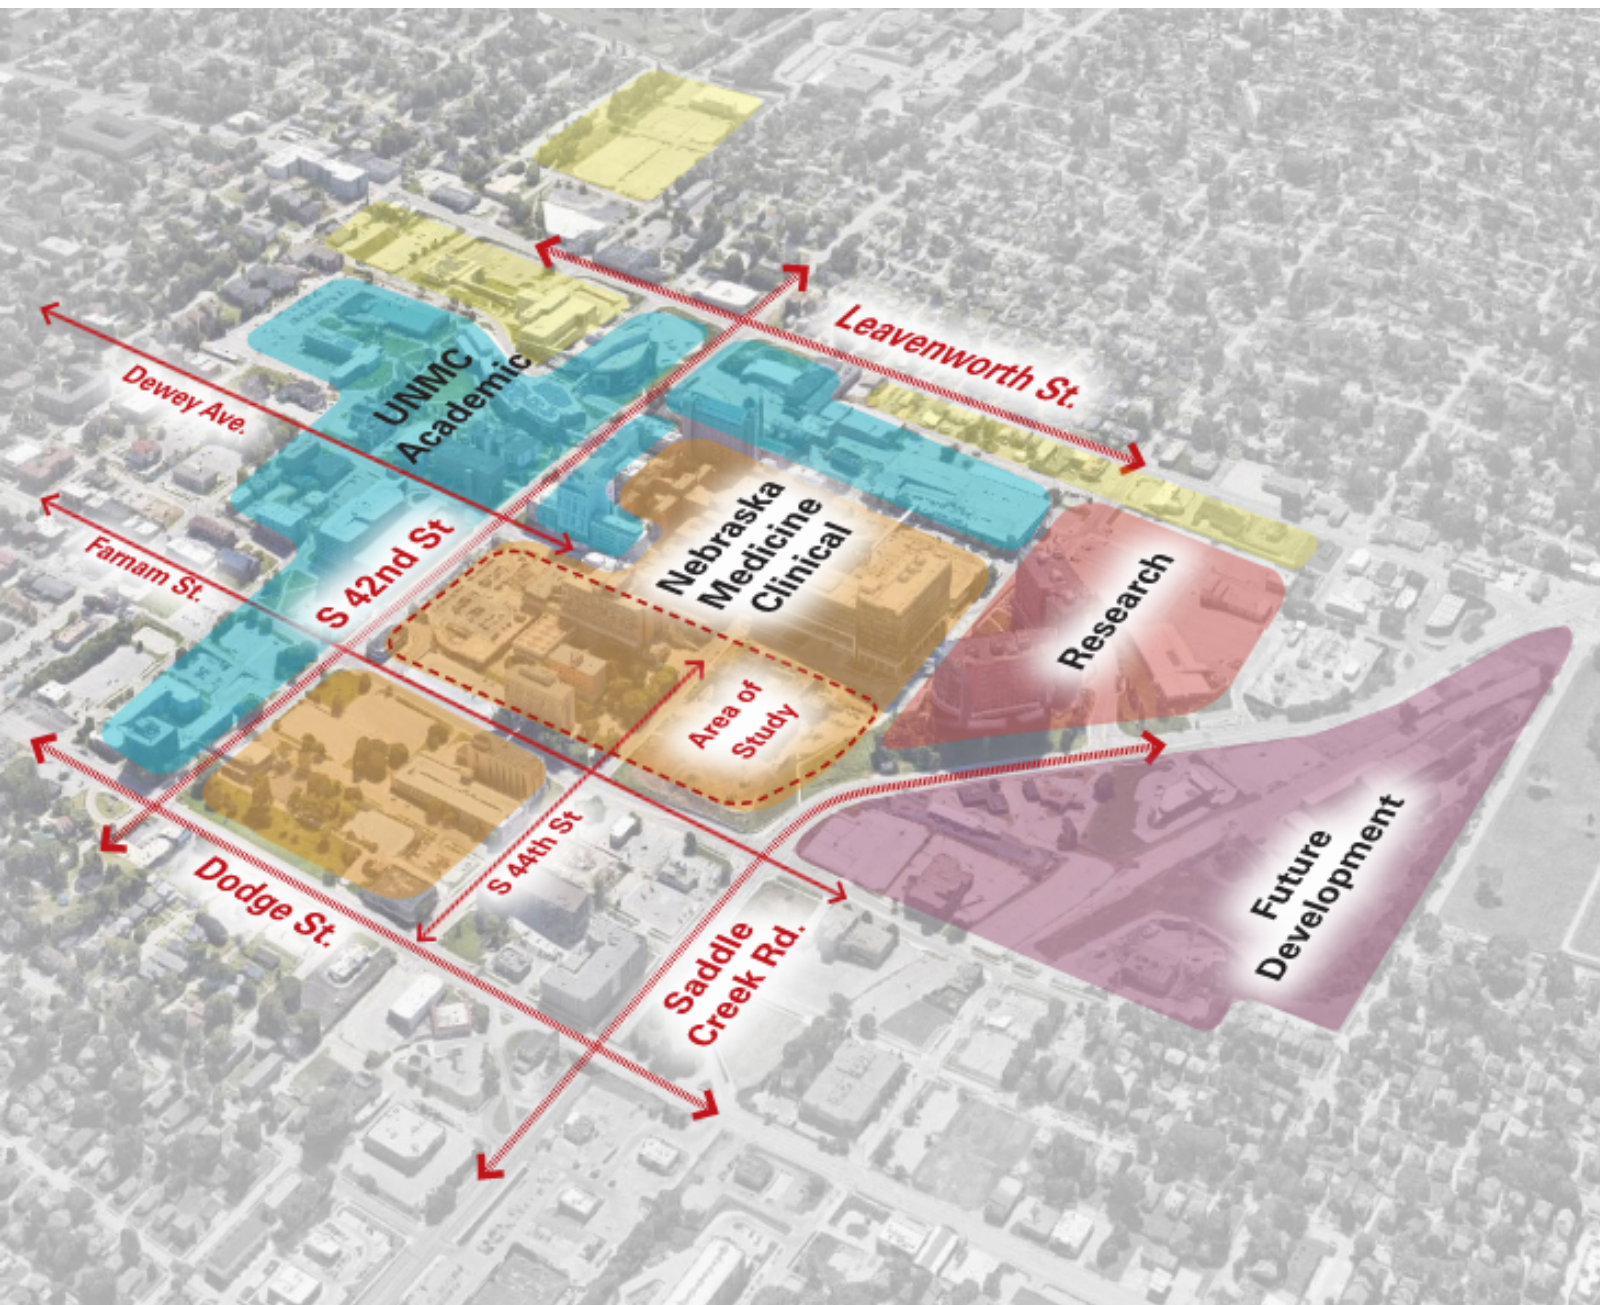 Leavenworth St.
UNMC
Academic
Dewey Ave.
Farnam St.
S 42nd St
Nebraska
Medicine
Clinical
Research
Area of
Study
S 44th St
Dodge St.
Saddle
Creek Rd.
Future
Development